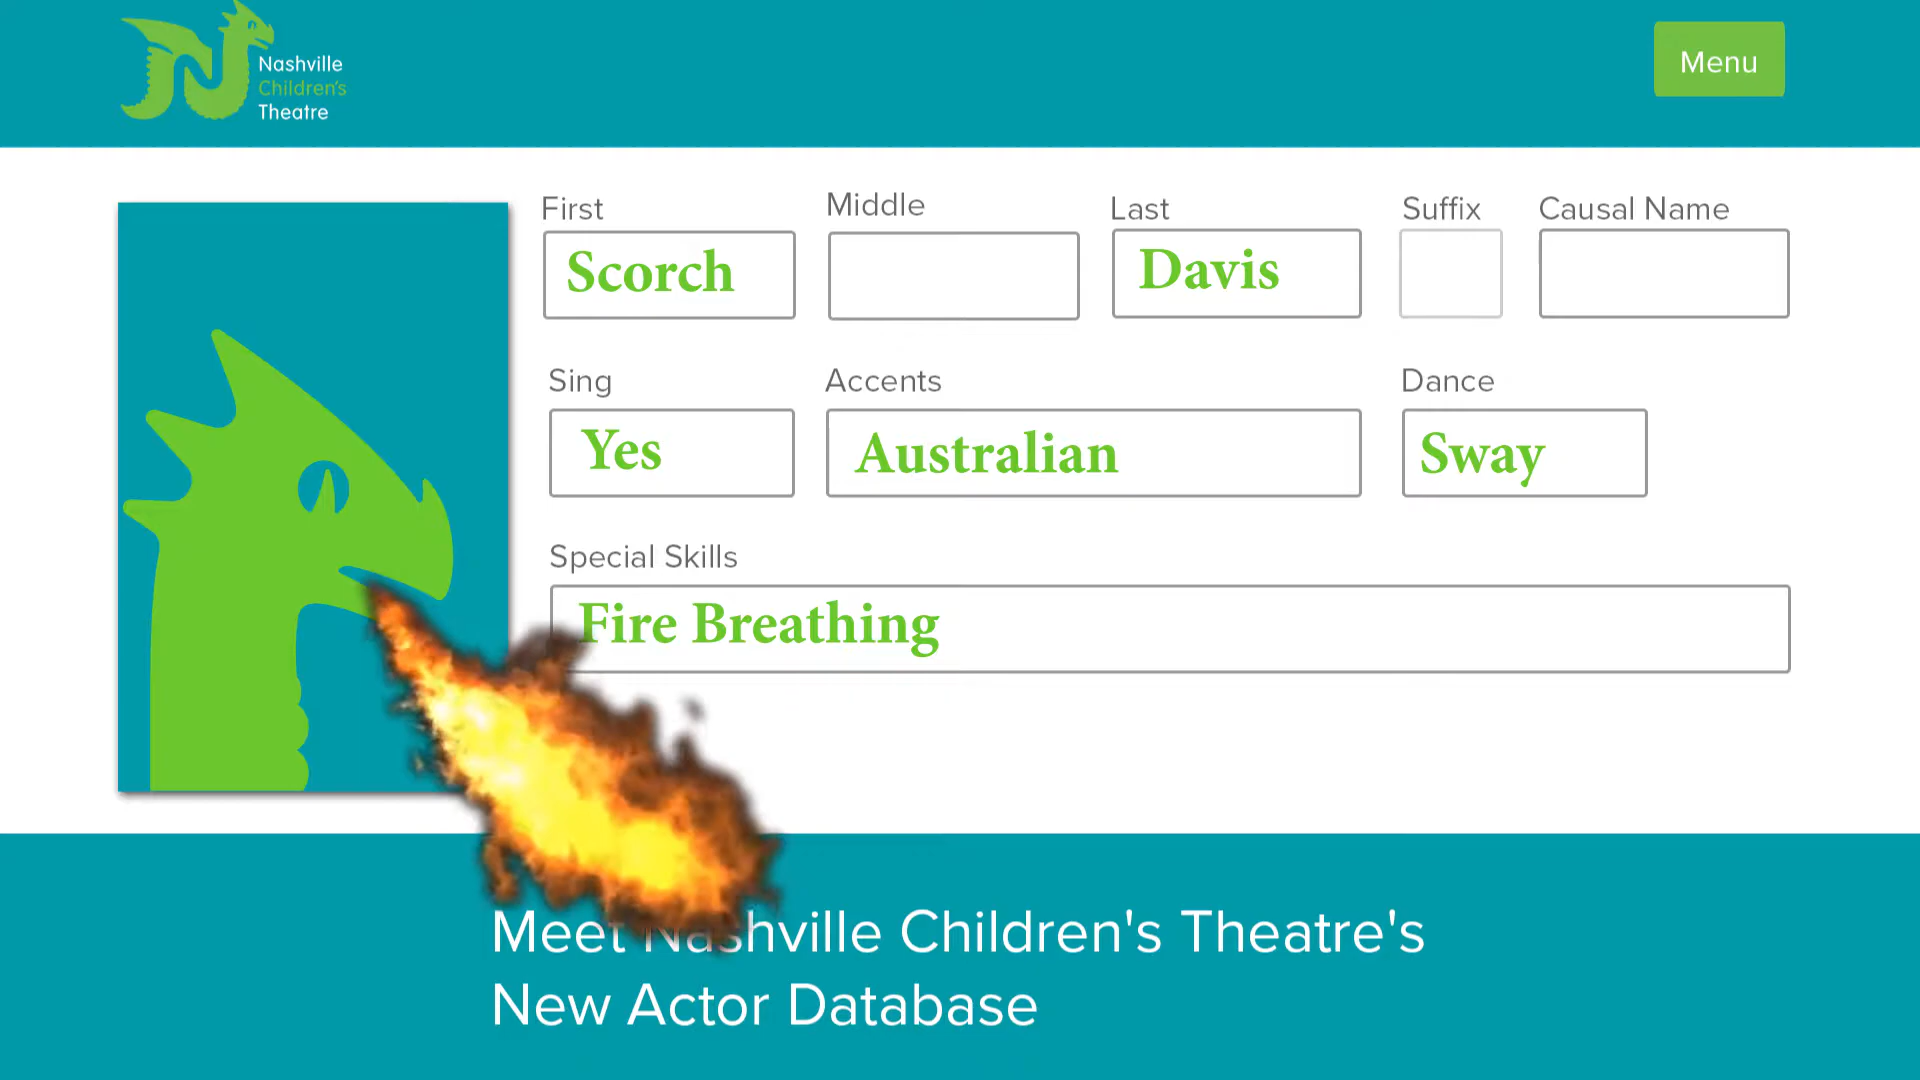 Nashville
Children's
Theatre
Menu
First Middle Last Suffix Causal Name
Scorch Davis
Sing Accents Dance
Yes Australian Sway
Special Skills
Fire Breathing
Meet Nashville Children's Theatre's
New Actor Database